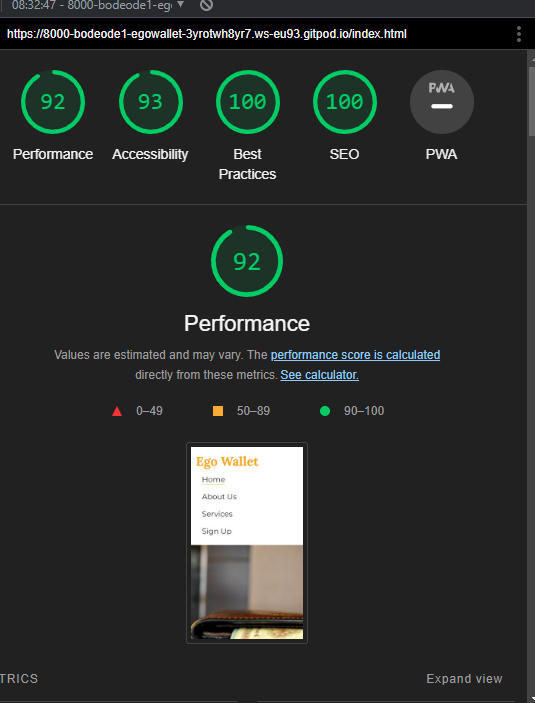 08:32:47 - 8000-bodeode1-eg
https://8000-bodeode1-egowallet-3yrotwh8yr7.ws-eu93.gitpod.io/index.html
92
93
100
100
PWA
Performance
Accessibility
Best
Practices
SEO
PWA
92
Performance
Values are estimated and may vary. The performance score is calculated
directly from these metrics. See calculator.
0–49
50–89
90–100
Ego Wallet
Home
About Us
Services
Sign Up
TRICS
Expand view